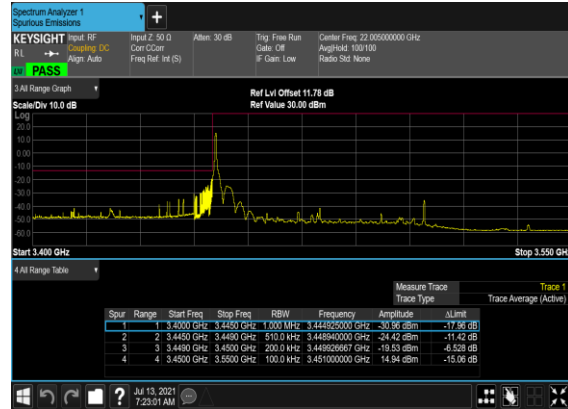 Spectrum Analyzer 1
Spurious Emissions
KEYSIGHT Input: RF Input Z: 50 Ω Atten: 30 dB Trig: Free Run Center Freq: 22.005000000 GHz
RL Coupling: DC Corr CCorr Gate: Off Avg|Hold: 100/100
Align: Auto Freq Ref: Int (S) IF Gain: Low Radio Std: None
PASS
3 All Range Graph
Ref Lvl Offset 11.78 dB
Scale/Div 10.0 dB Ref Value 30.00 dBm
Log
20.0
10.0
0.00
-10.0
-20.0
-30.0
-40.0
-50.0
-60.0
Start 3.400 GHz Stop 3.550 GHz
4 All Range Table
Measure Trace Trace 1
Trace Type Trace Average (Active)
Spur Range Start Freq Stop Freq RBW Frequency Amplitude ΔLimit
1 1 3.4000 GHz 3.4450 GHz 1.000 MHz 3.444925000 GHz -30.96 dBm -17.96 dB
2 2 3.4450 GHz 3.4490 GHz 510.0 kHz 3.448940000 GHz -24.42 dBm -11.42 dB
3 3 3.4490 GHz 3.4500 GHz 200.0 kHz 3.449926667 GHz -19.53 dBm -6.528 dB
4 4 3.4500 GHz 3.5500 GHz 100.0 kHz 3.451000000 GHz 14.94 dBm -15.06 dB
Jul 13, 2021
7:23:01 AM